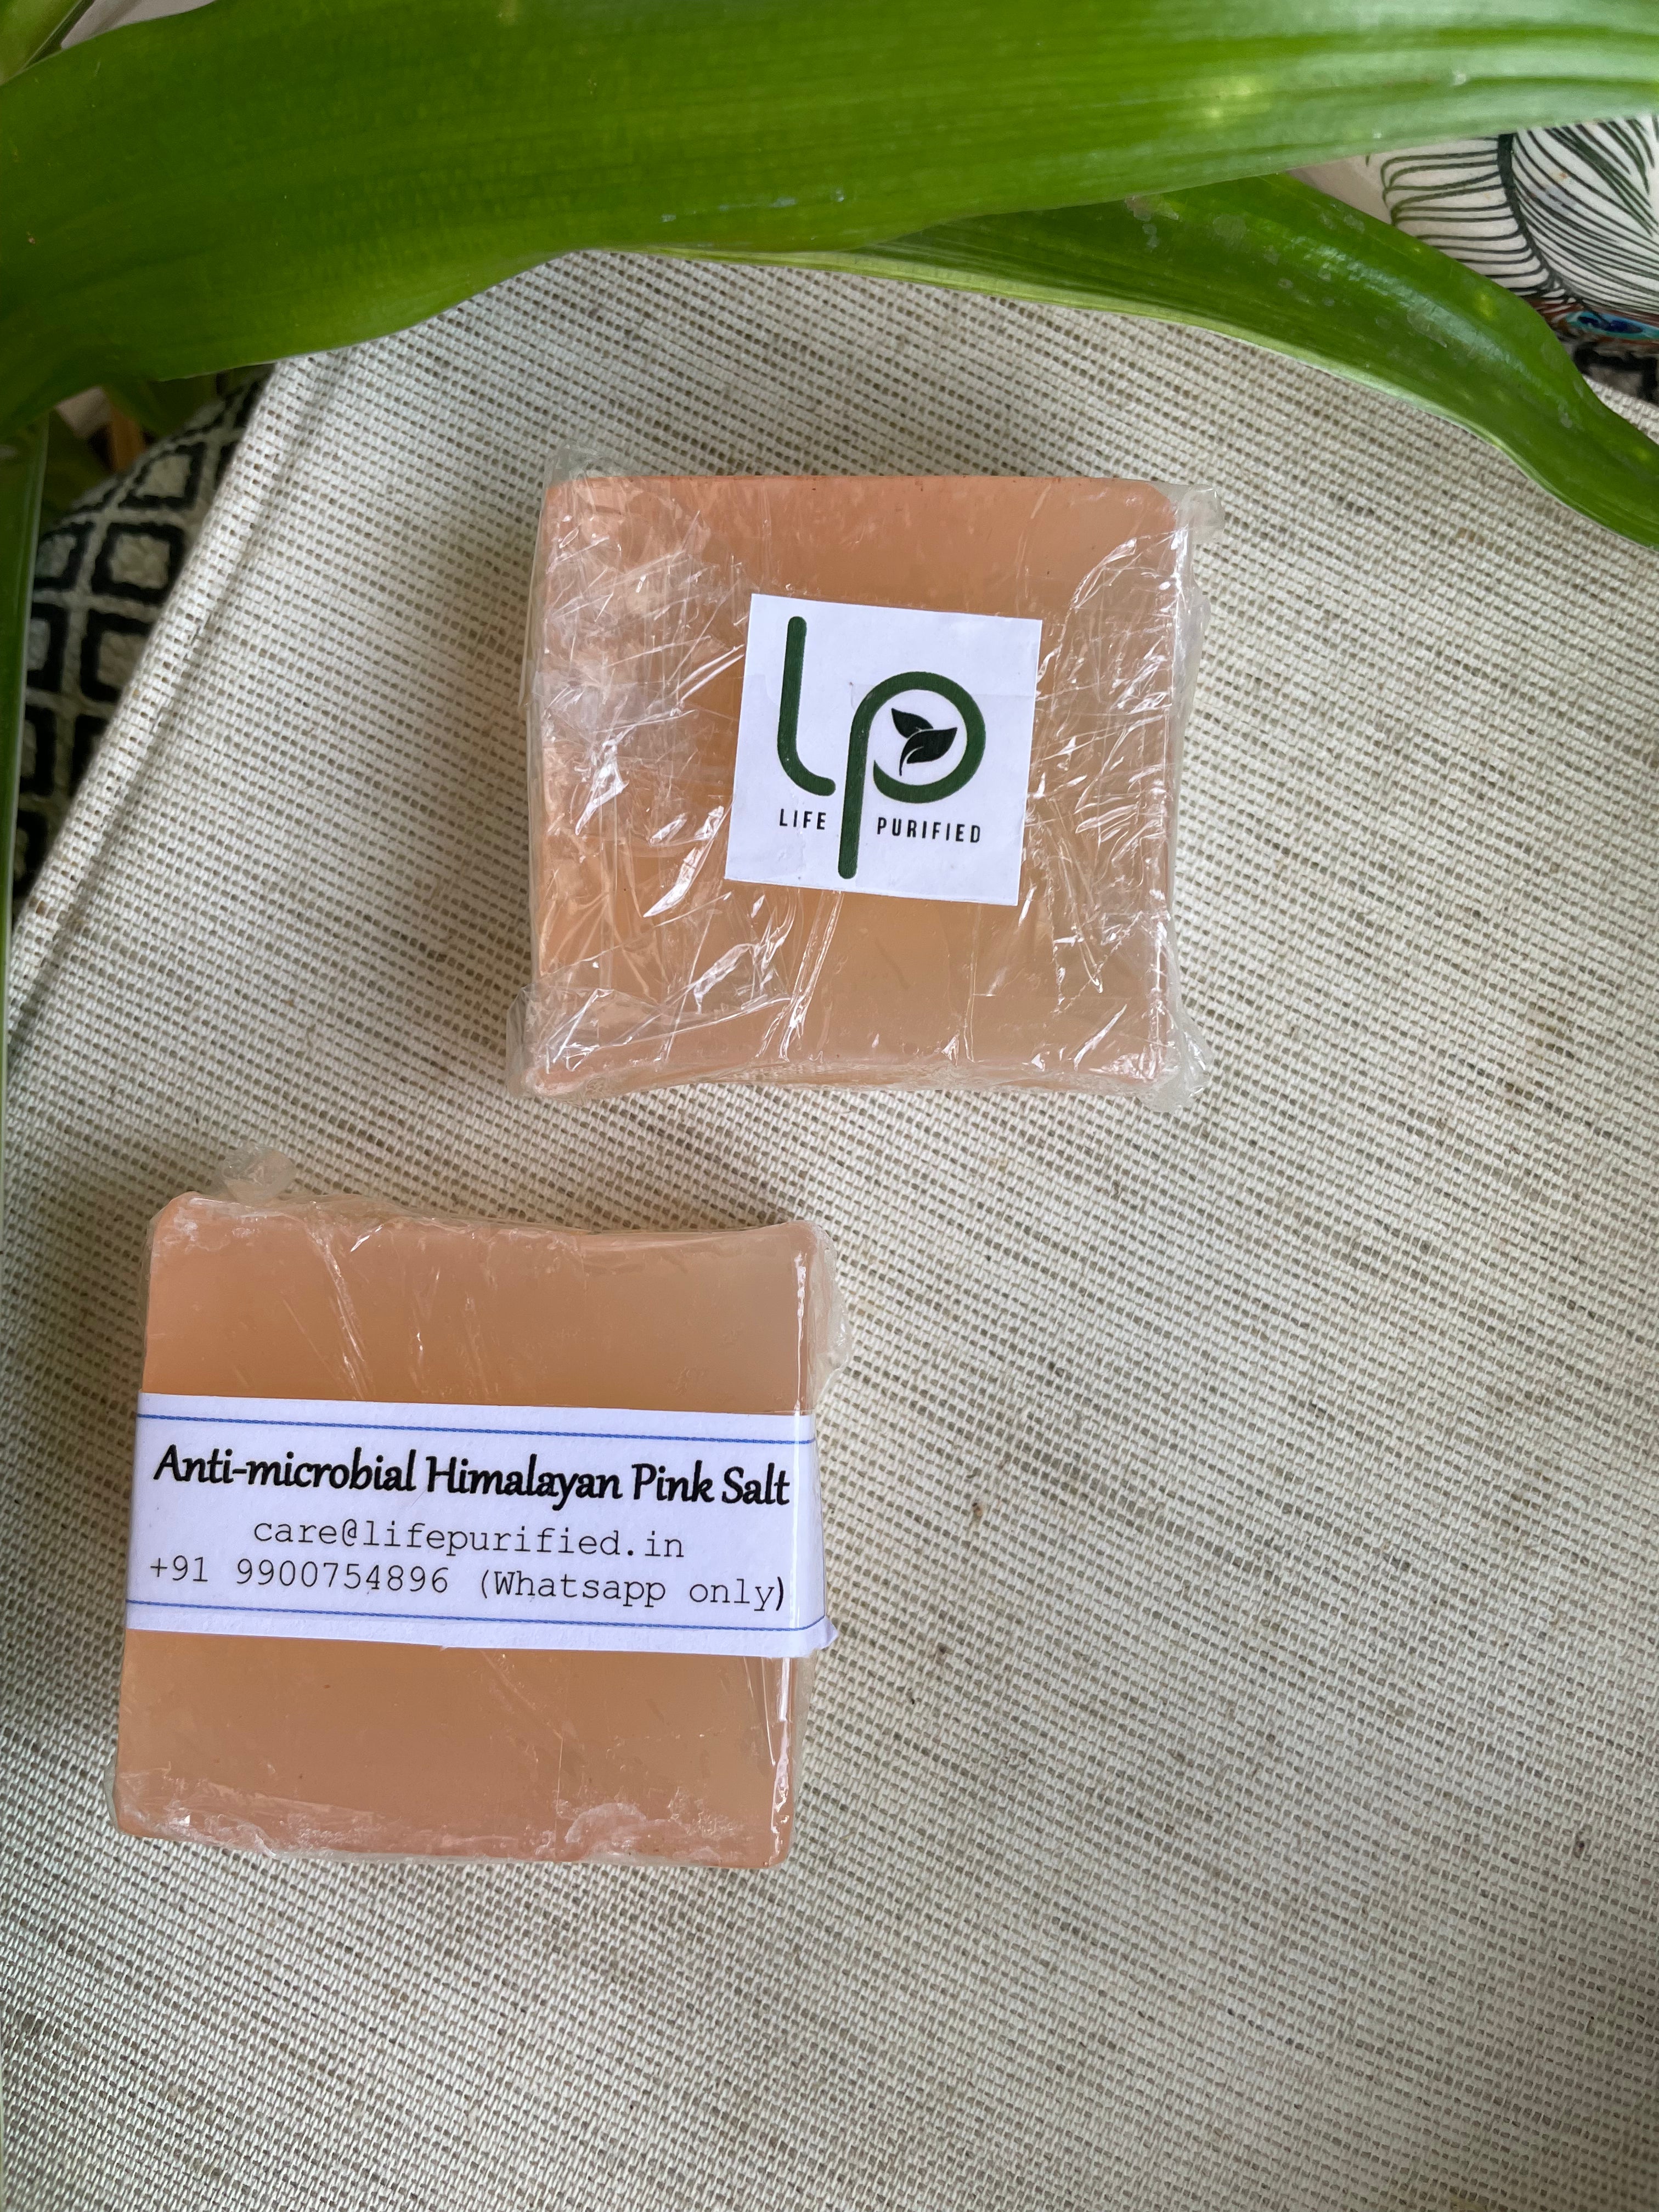 LP
LIFE PURIFIED
Anti-microbial Himalayan Pink Salt
care@lifepurified.in
+91 9900754896 (Whatsapp only)